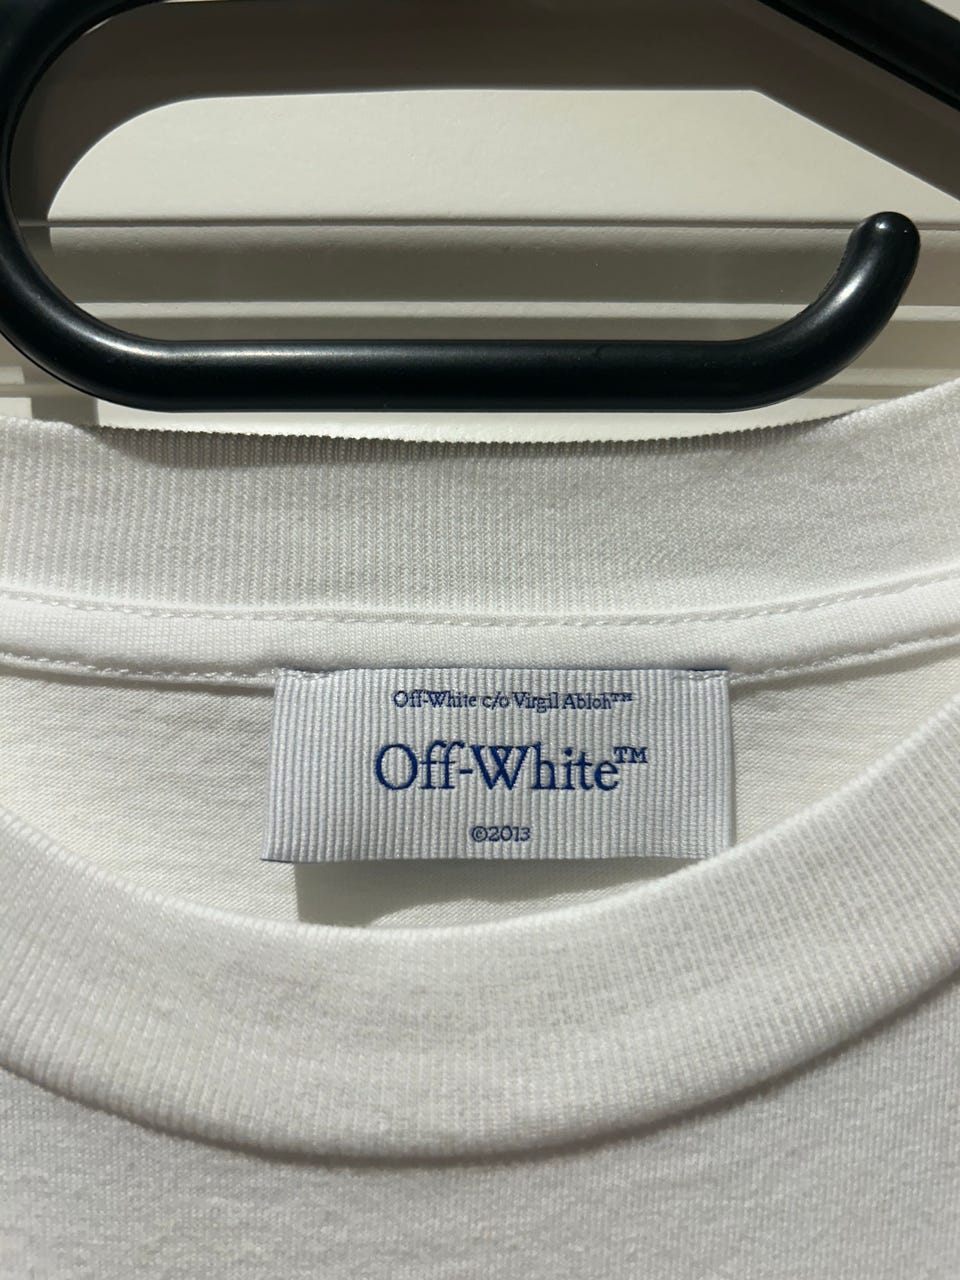 Off-White c/o Virgil Abloh™
Off-White™
©2013